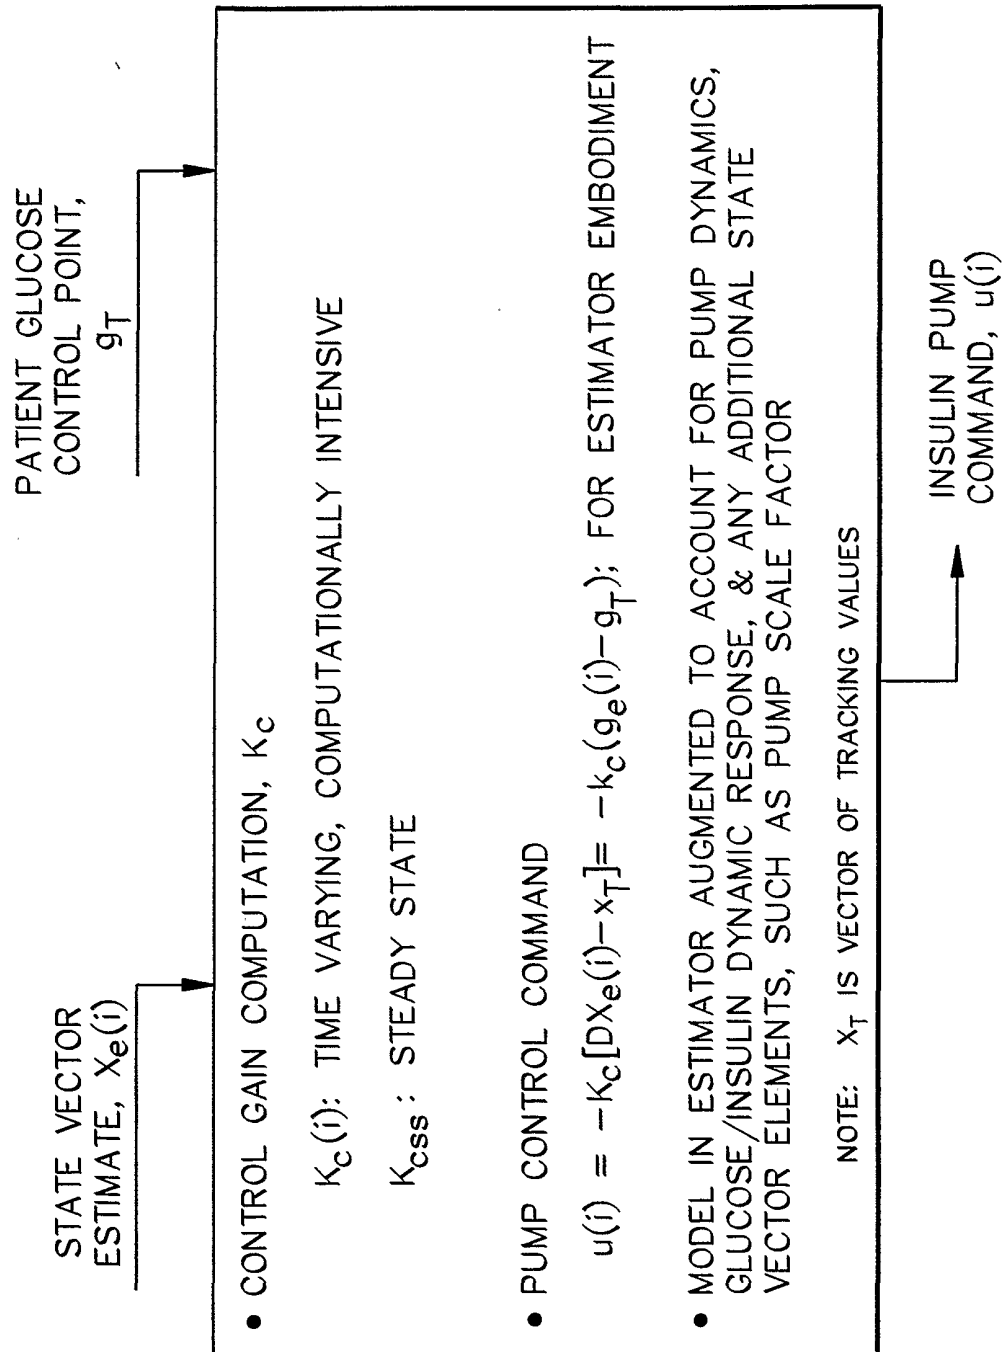 STATE VECTOR
ESTIMATE, Xe(i)
PATIENT GLUCOSE
CONTROL POINT,
gT
• CONTROL GAIN COMPUTATION, Kc
Kc(i): TIME VARYING, COMPUTATIONALLY INTENSIVE
Kcss: STEADY STATE
• PUMP CONTROL COMMAND
u(i) = -Kc[DXe(i)-xT]= -kc(ge(i)-gT); FOR ESTIMATOR EMBODIMENT
• MODEL IN ESTIMATOR AUGMENTED TO ACCOUNT FOR PUMP DYNAMICS,
GLUCOSE/INSULIN DYNAMIC RESPONSE, & ANY ADDITIONAL STATE
VECTOR ELEMENTS, SUCH AS PUMP SCALE FACTOR
NOTE: XT IS VECTOR OF TRACKING VALUES
INSULIN PUMP
COMMAND, u(i)